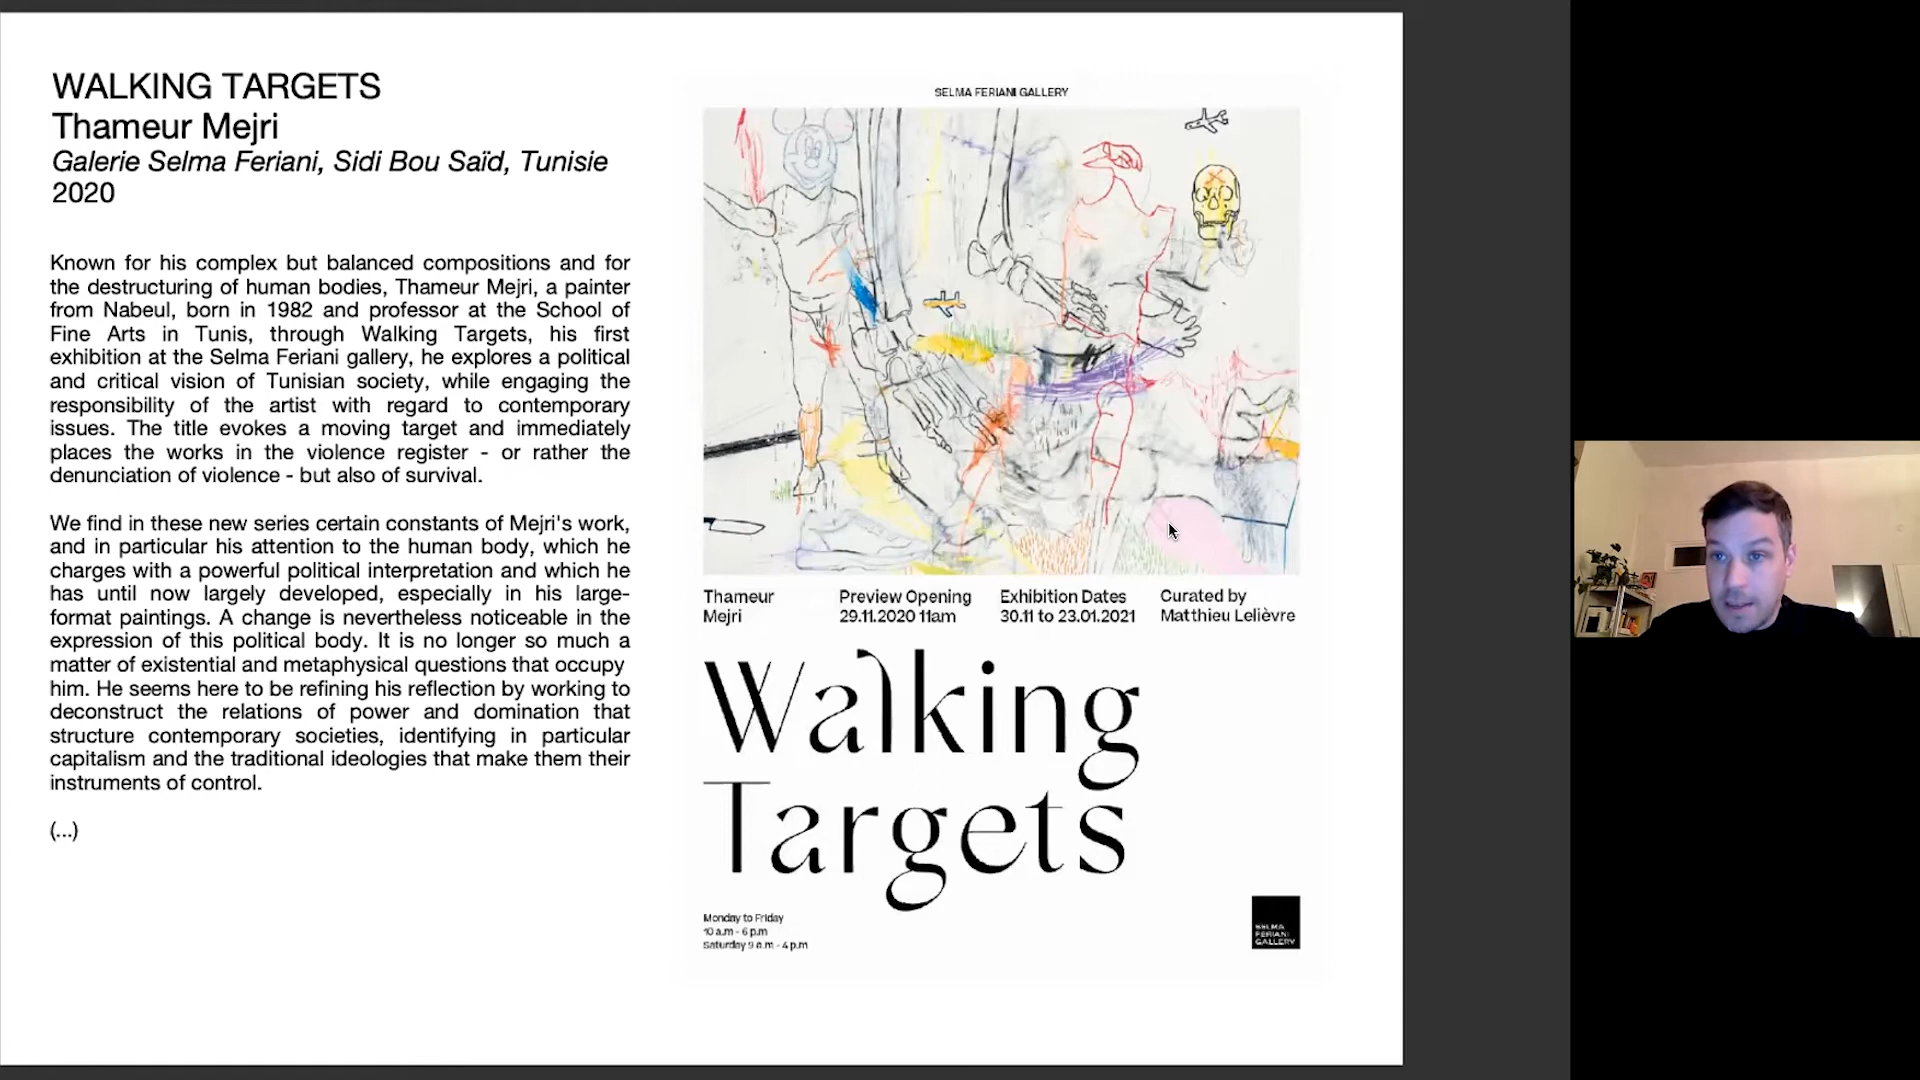 WALKING TARGETS
Thameur Mejri
Galerie Selma Feriani, Sidi Bou Saïd, Tunisie
2020
Known for his complex but balanced compositions and for
the destructuring of human bodies, Thameur Mejri, a painter
from Nabeul, born in 1982 and professor at the School of
Fine Arts in Tunis, through Walking Targets, his first
exhibition at the Selma Feriani gallery, he explores a political
and critical vision of Tunisian society, while engaging the
responsibility of the artist with regard to contemporary
issues. The title evokes a moving target and immediately
places the works in the violence register - or rather the
denunciation of violence - but also of survival.
We find in these new series certain constants of Mejri's work,
and in particular his attention to the human body, which he
charges with a powerful political interpretation and which he
has until now largely developed, especially in his large-
format paintings. A change is nevertheless noticeable in the
expression of this political body. It is no longer so much a
matter of existential and metaphysical questions that occupy
him. He seems here to be refining his reflection by working to
deconstruct the relations of power and domination that
structure contemporary societies, identifying in particular
capitalism and the traditional ideologies that make them their
instruments of control.
(...)
SELMA FERIANI GALLERY
Thameur
Mejri
Preview Opening
29.11.2020 11am
Exhibition Dates
30.11 to 23.01.2021
Curated by
Matthieu Lelièvre
Walking
Targets
Monday to Friday
10 a.m - 6 p.m
Saturday 9 a.m - 4 p.m
SELMA
FERIANI
GALLERY